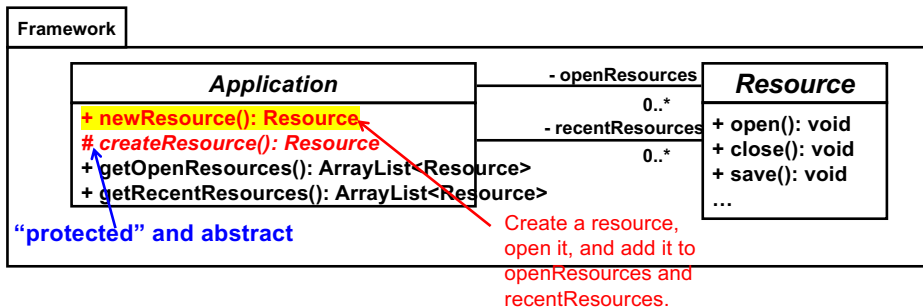 Framework
Application
+ newResource(): Resource
# createResource(): Resource
+ getOpenResources(): ArrayList<Resource>
+ getRecentResources(): ArrayList<Resource>
- openResources
0..*
- recentResources
0..*
Resource
+ open(): void
+ close(): void
+ save(): void
…
“protected” and abstract
Create a resource,
open it, and add it to
openResources and
recentResources.